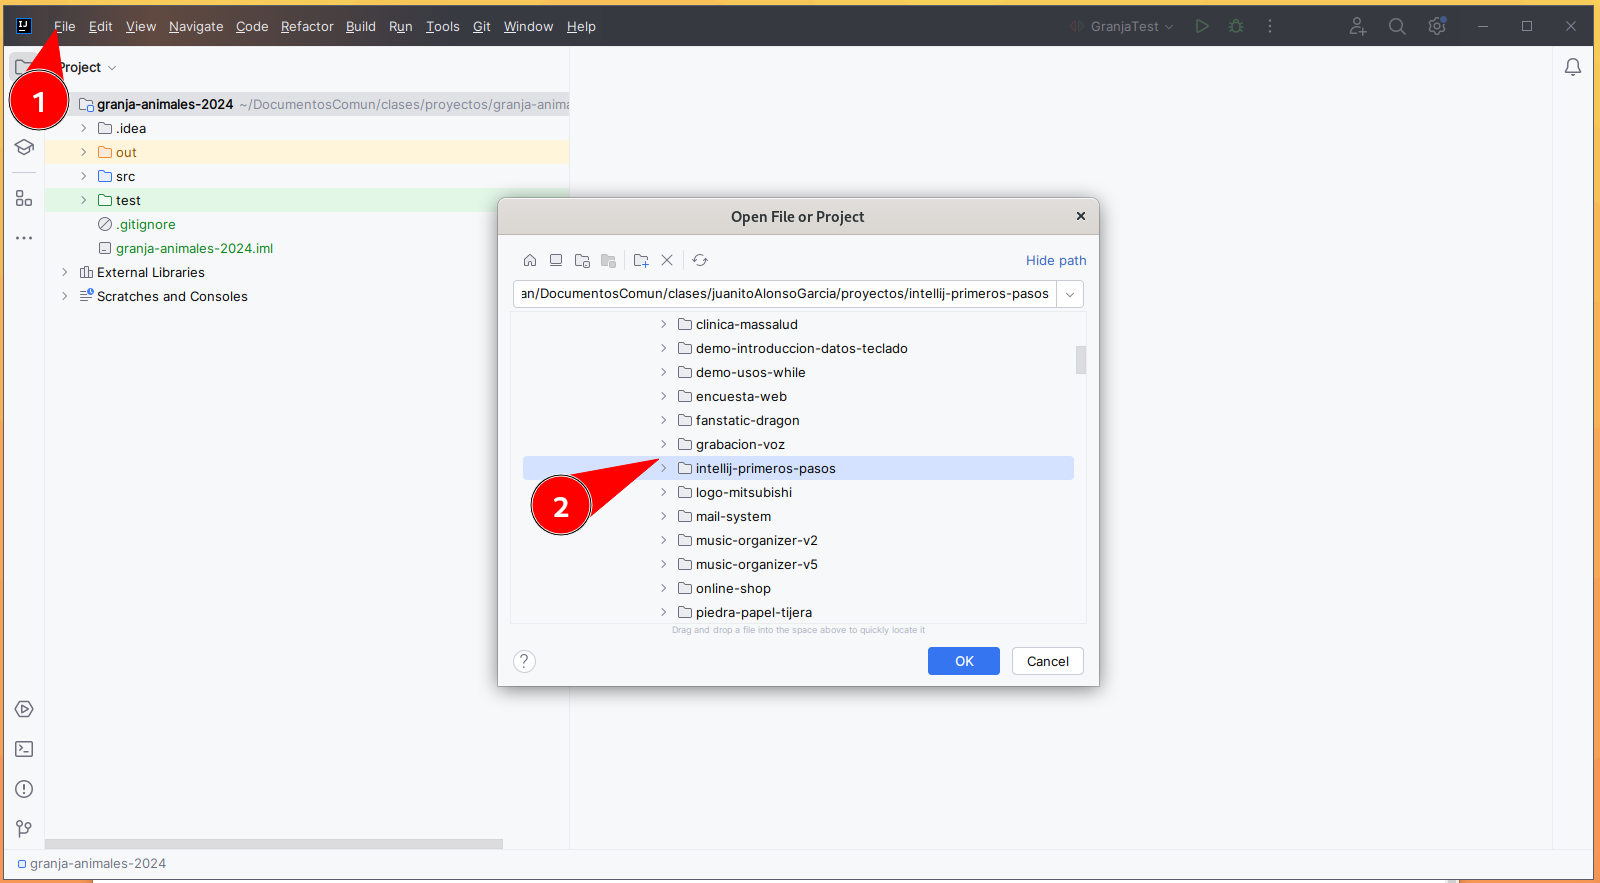 IJ File Edit View Navigate Code Refactor Build Run Tools Git Window Help GranjaTest
Project
1
granja-animales-2024 ~/DocumentosComun/clases/proyectos/granja-anima
.idea
out
src
test
.gitignore
granja-animales-2024.iml
External Libraries
Scratches and Consoles
Open File or Project
Hide path
an/DocumentosComun/clases/juanitoAlonsoGarcia/proyectos/intellij-primeros-pasos
clinica-massalud
demo-introduccion-datos-teclado
demo-usos-while
encuesta-web
fanstatic-dragon
grabacion-voz
intellij-primeros-pasos
2
logo-mitsubishi
mail-system
music-organizer-v2
music-organizer-v5
online-shop
piedra-papel-tijera
Drag and drop a file into the space above to quickly locate it
? OK Cancel
granja-animales-2024